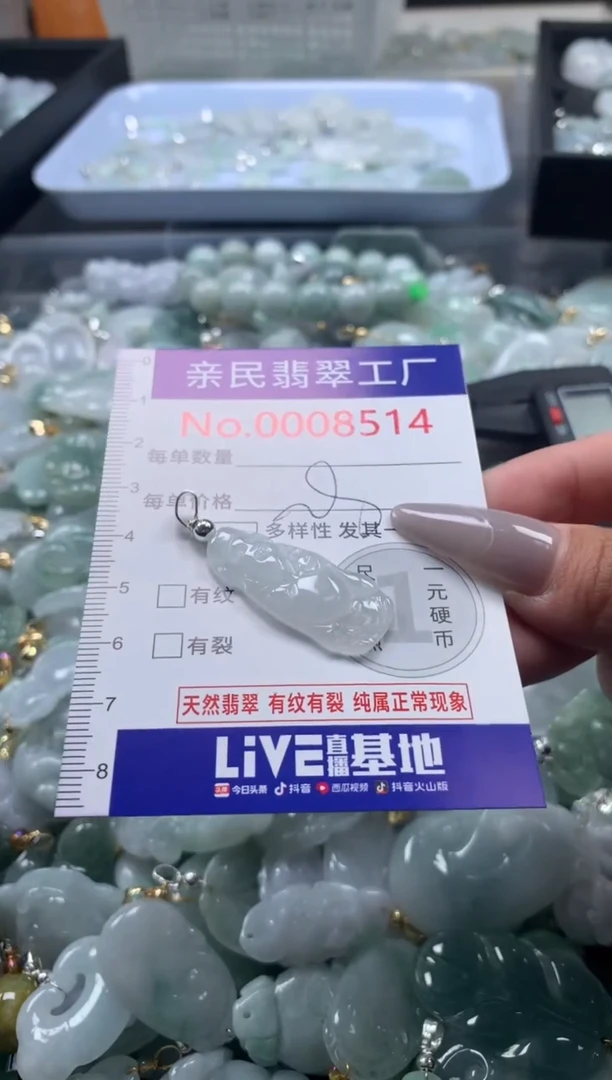 亲民翡翠工厂
No.0008514
每单数量
每单价格
多样性 发其一
有纹
有裂
一元硬币
1
天然翡翠 有纹有裂 纯属正常现象
LiVE直播基地
今日头条 抖音 西瓜视频 抖音火山版
0
1
2
3
4
5
6
7
8